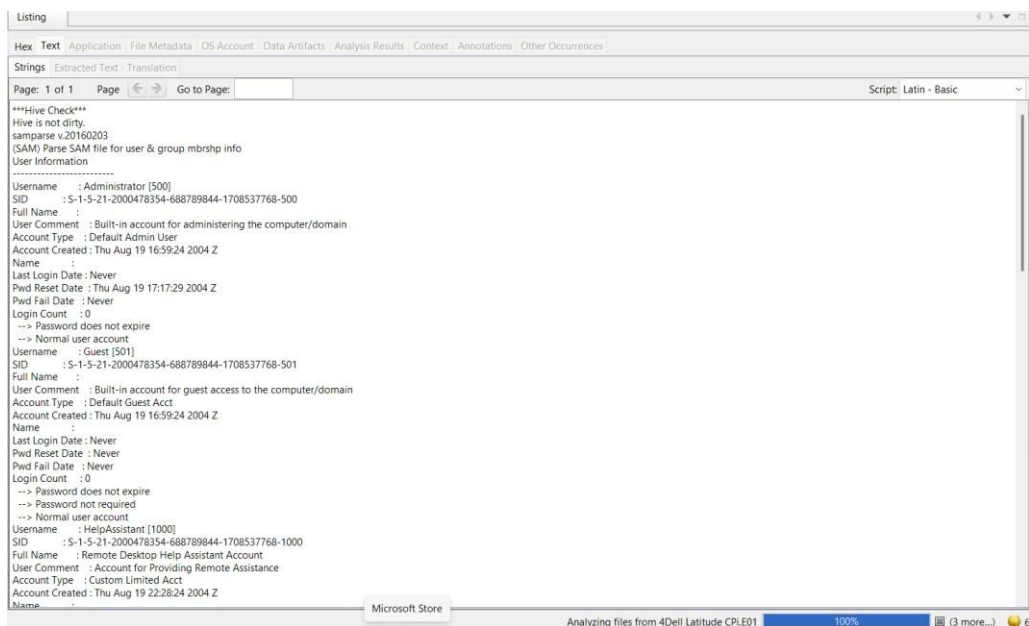 Listing
Hex Text Application File Metadata OS Account Data Artifacts Analysis Results Context Annotations Other Occurrences
Strings Extracted Text Translation
Page: 1 of 1 Page Go to Page: Script: Latin - Basic
***Hive Check***
Hive is not dirty.
samparse v.20160203
(SAM) Parse SAM file for user & group mbrshp info
User Information
-------------------------
Username : Administrator [500]
SID : S-1-5-21-2000478354-688789844-1708537768-500
Full Name :
User Comment : Built-in account for administering the computer/domain
Account Type : Default Admin User
Account Created : Thu Aug 19 16:59:24 2004 Z
Name :
Last Login Date : Never
Pwd Reset Date : Thu Aug 19 17:17:29 2004 Z
Pwd Fail Date : Never
Login Count : 0
--> Password does not expire
--> Normal user account
Username : Guest [501]
SID : S-1-5-21-2000478354-688789844-1708537768-501
Full Name :
User Comment : Built-in account for guest access to the computer/domain
Account Type : Default Guest Acct
Account Created : Thu Aug 19 16:59:24 2004 Z
Name :
Last Login Date : Never
Pwd Reset Date : Never
Pwd Fail Date : Never
Login Count : 0
--> Password does not expire
--> Password not required
--> Normal user account
Username : HelpAssistant [1000]
SID : S-1-5-21-2000478354-688789844-1708537768-1000
Full Name : Remote Desktop Help Assistant Account
User Comment : Account for Providing Remote Assistance
Account Type : Custom Limited Acct
Account Created : Thu Aug 19 22:28:24 2004 Z
Name :
Microsoft Store
Analyzing files from 4Dell Latitude CPi.E01 100% (3 more...) 6